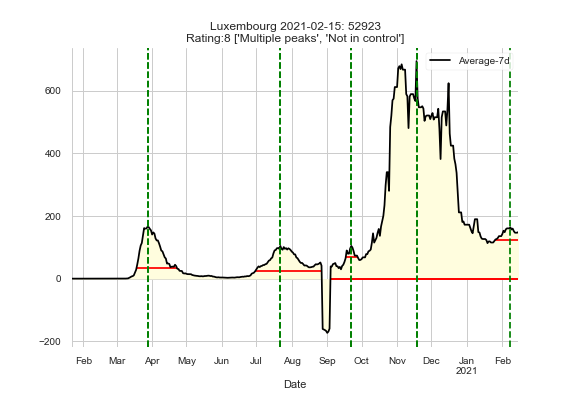 Luxembourg 2021-02-15: 52923
Rating:8 ['Multiple peaks', 'Not in control']
Average-7d
600
400
200
0
−200
Feb Mar Apr May Jun Jul Aug Sep Oct Nov Dec Jan Feb
2021
Date